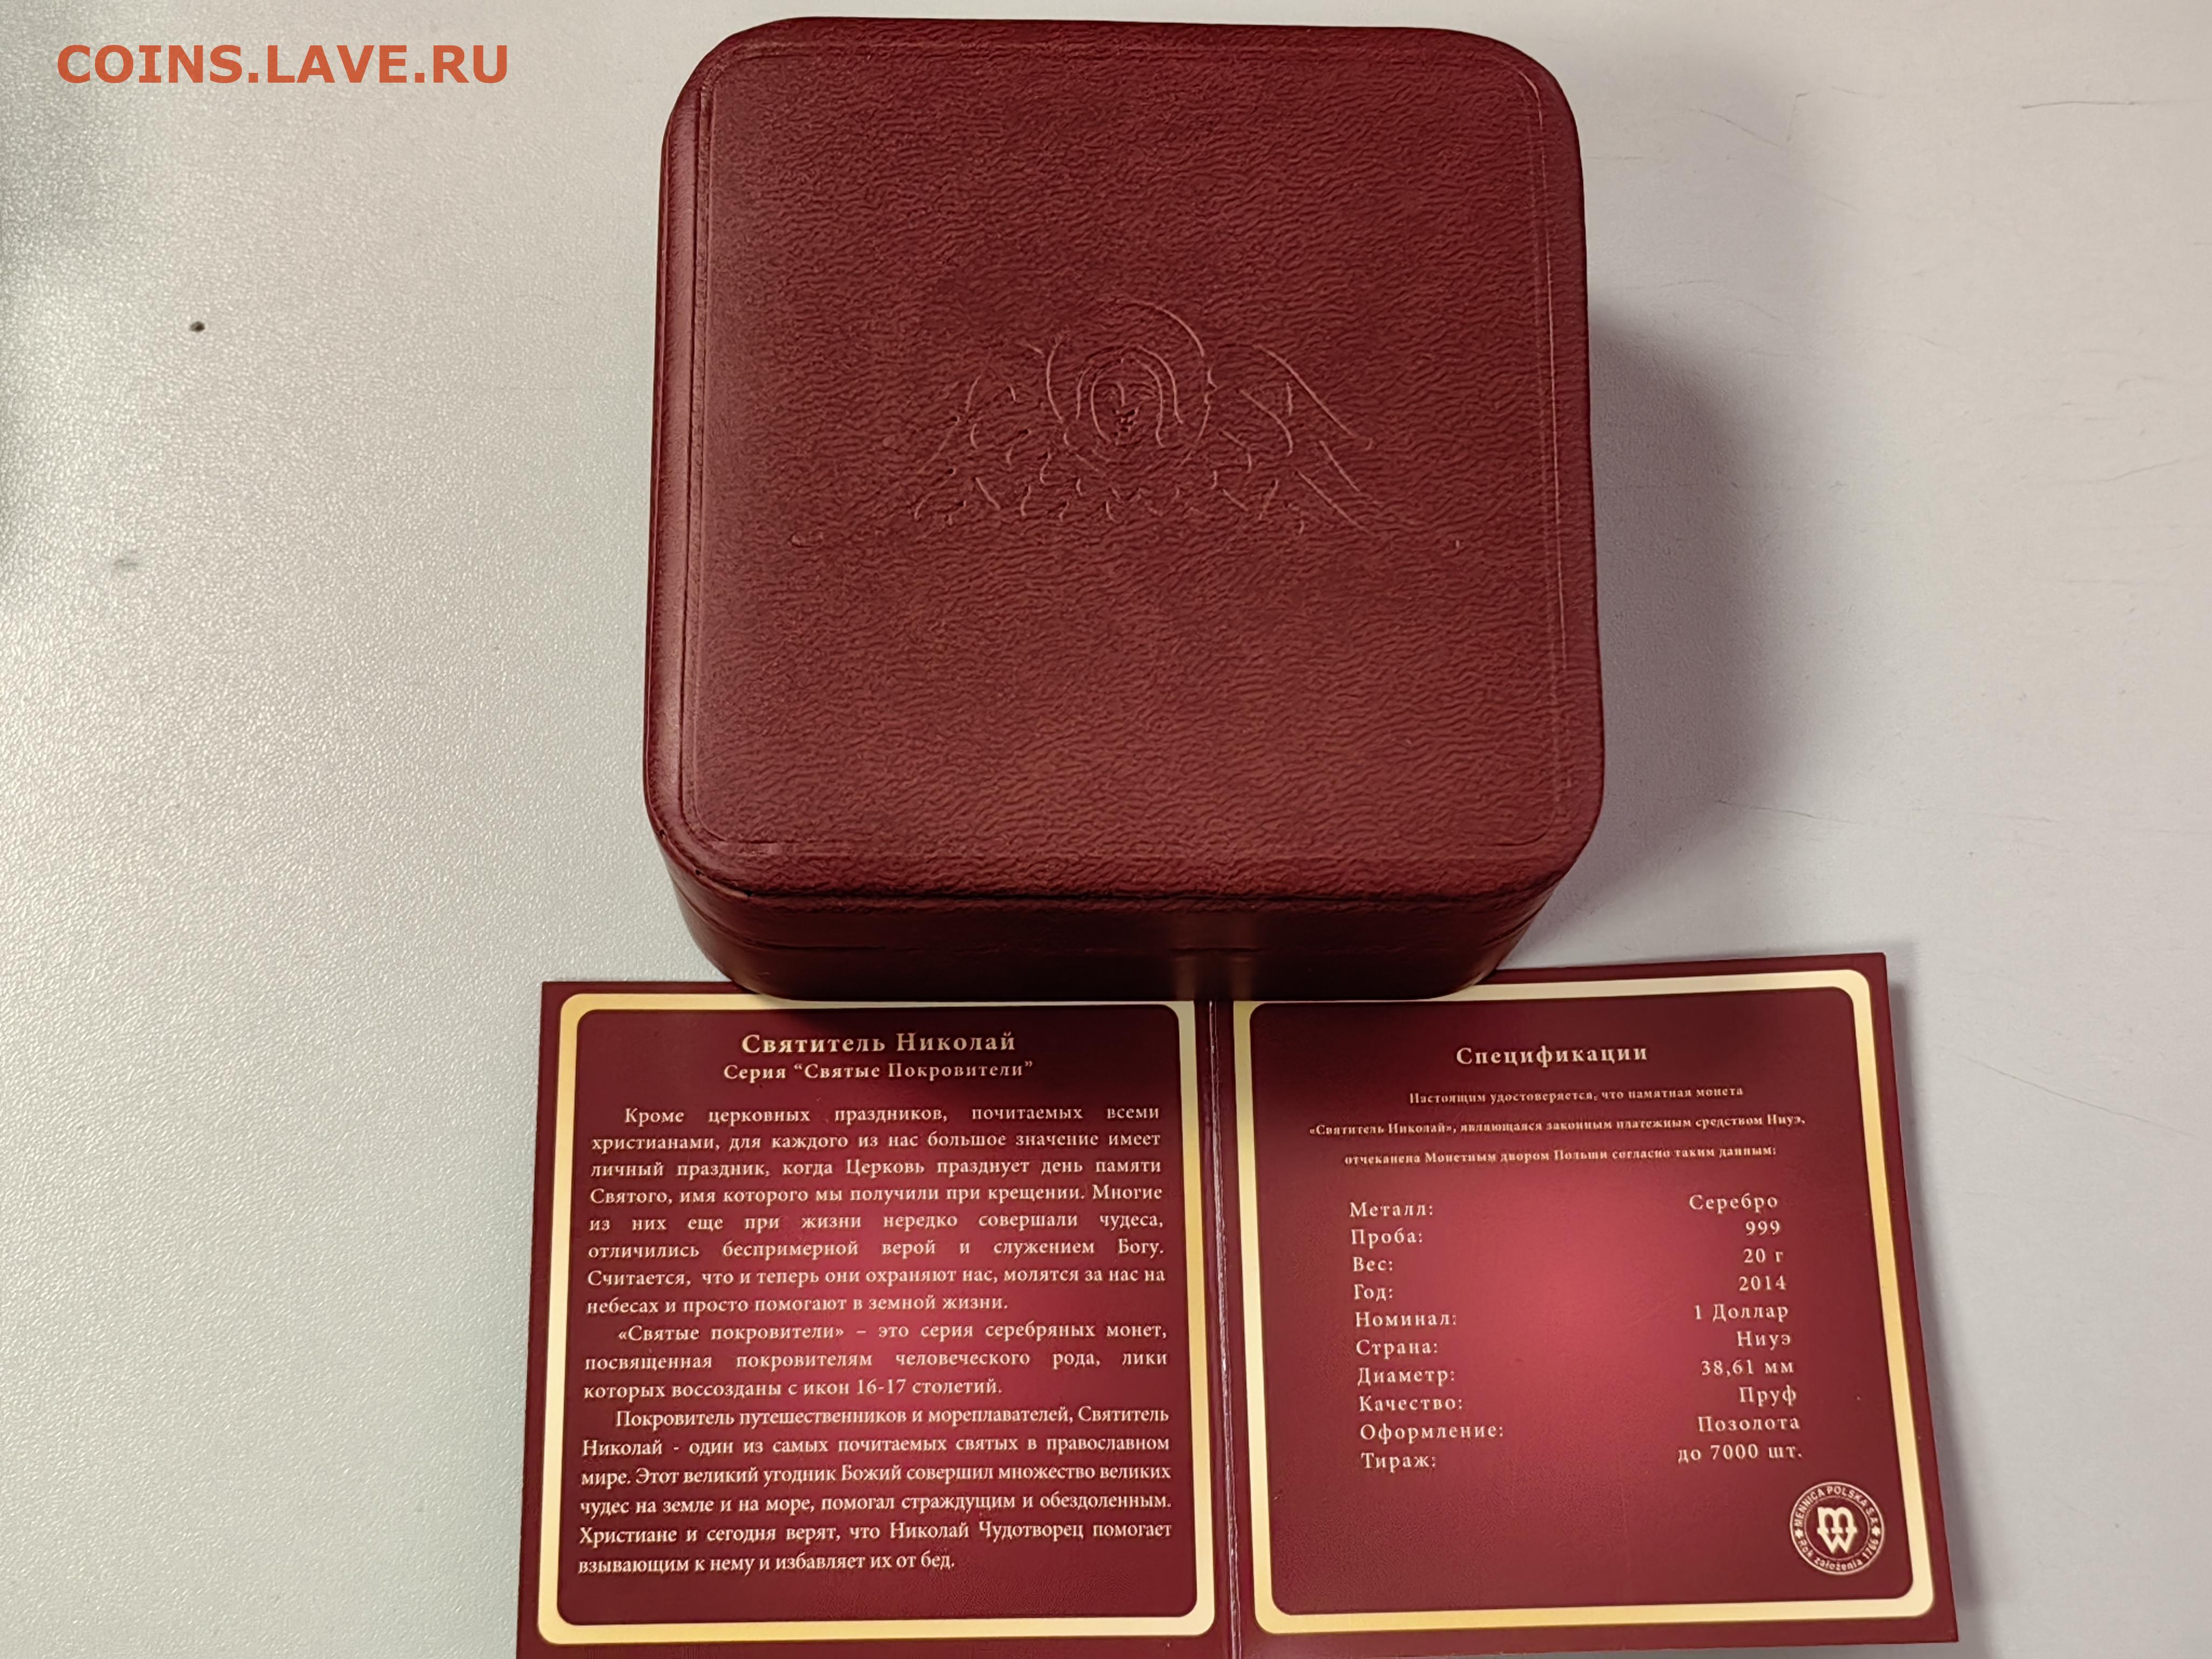 COINS.LAVE.RU
Святитель Николай
Серия “Святые Покровители”
Кроме церковных праздников, почитаемых всеми
христианами, для каждого из нас большое значение имеет
личный праздник, когда Церковь празднует день памяти
Святого, имя которого мы получили при крещении. Многие
из них еще при жизни нередко совершали чудеса,
отличились беспримерной верой и служением Богу.
Считается, что и теперь они охраняют нас, молятся за нас на
небесах и просто помогают в земной жизни.
«Святые покровители» – это серия серебряных монет,
посвященная покровителям человеческого рода, лики
которых воссозданы с икон 16-17 столетий.
Покровитель путешественников и мореплавателей, Святитель
Николай - один из самых почитаемых святых в православном
мире. Этот великий угодник Божий совершил множество великих
чудес на земле и на море, помогал страждущим и обездоленным.
Христиане и сегодня верят, что Николай Чудотворец помогает
взывающим к нему и избавляет их от бед.
Спецификации
Настоящим удостоверяется, что памятная монета
«Святитель Николай», являющаяся законным платежным средством Ниуэ,
отчеканена Монетным двором Польши согласно таким данным:
Металл: Серебро
Проба: 999
Вес: 20 г
Год: 2014
Номинал: 1 Доллар
Страна: Ниуэ
Диаметр: 38,61 мм
Качество: Пруф
Оформление: Позолота
Тираж: до 7000 шт.
MENNICA POLSKA S.A.
mw
Rok założenia 1766